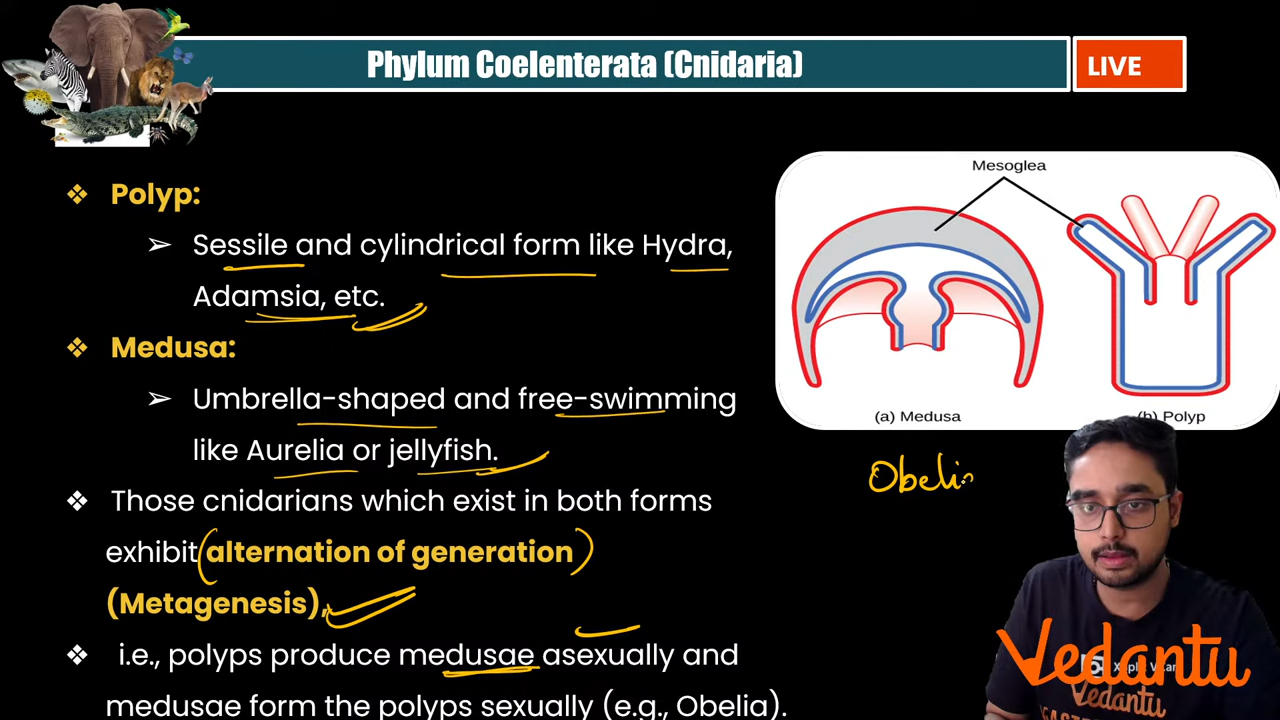 Phylum Coelenterata (Cnidaria)
LIVE
❖ Polyp:
➢ Sessile and cylindrical form like Hydra,
Adamsia, etc.
❖ Medusa:
➢ Umbrella-shaped and free-swimming
like Aurelia or jellyfish.
❖ Those cnidarians which exist in both forms
exhibit (alternation of generation)
(Metagenesis),
❖ i.e., polyps produce medusae asexually and
medusae form the polyps sexually (e.g., Obelia).
Mesoglea
(a) Medusa
(b) Polyp
Obelia
Vedantu
Vedantu